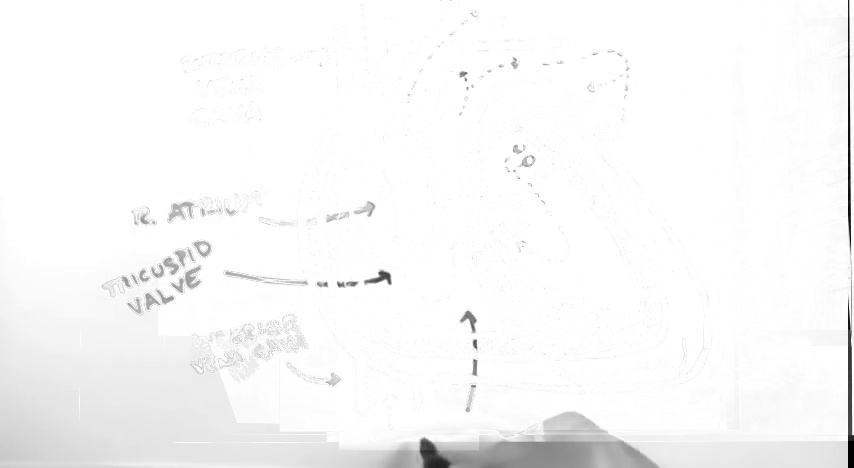 SUPERIOR
VENA
CAVA
R. ATRIUM
TRICUSPID
VALVE
INFERIOR
VENA CAVA